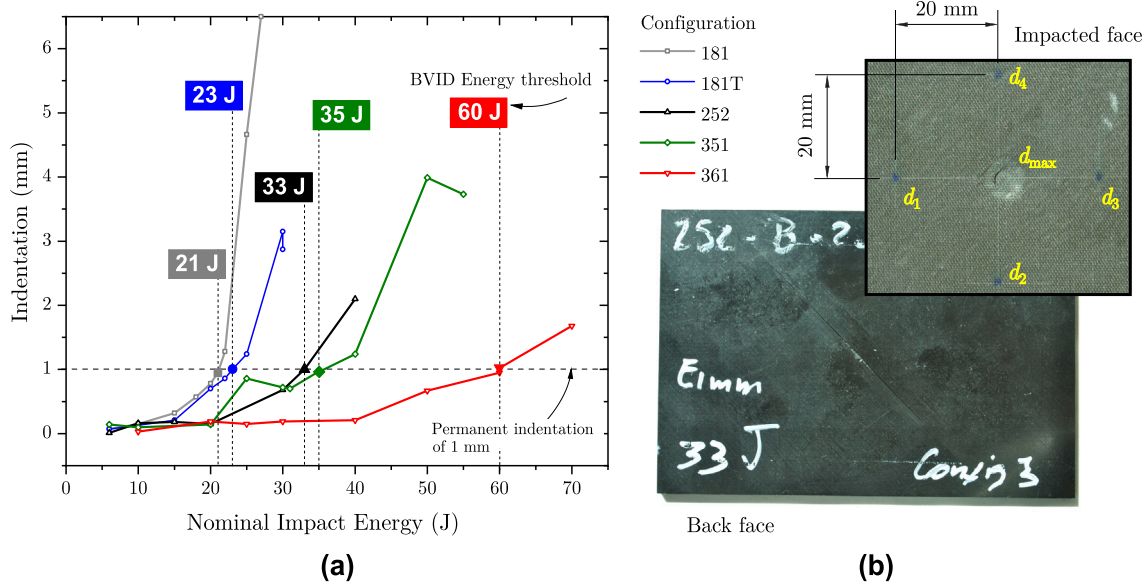 6
5
4
3
2
1
0
Indentation (mm)
0 10 20 30 40 50 60 70
Nominal Impact Energy (J)
21 J
23 J
33 J
35 J
60 J
BVID Energy threshold
Permanent indentation
of 1 mm
(a)
Configuration
181
181T
252
351
361
20 mm
20 mm
Impacted face
d4
dmax
d1
d3
d2
252-B-2-
E1mm
33 J
Config 3
Back face
(b)